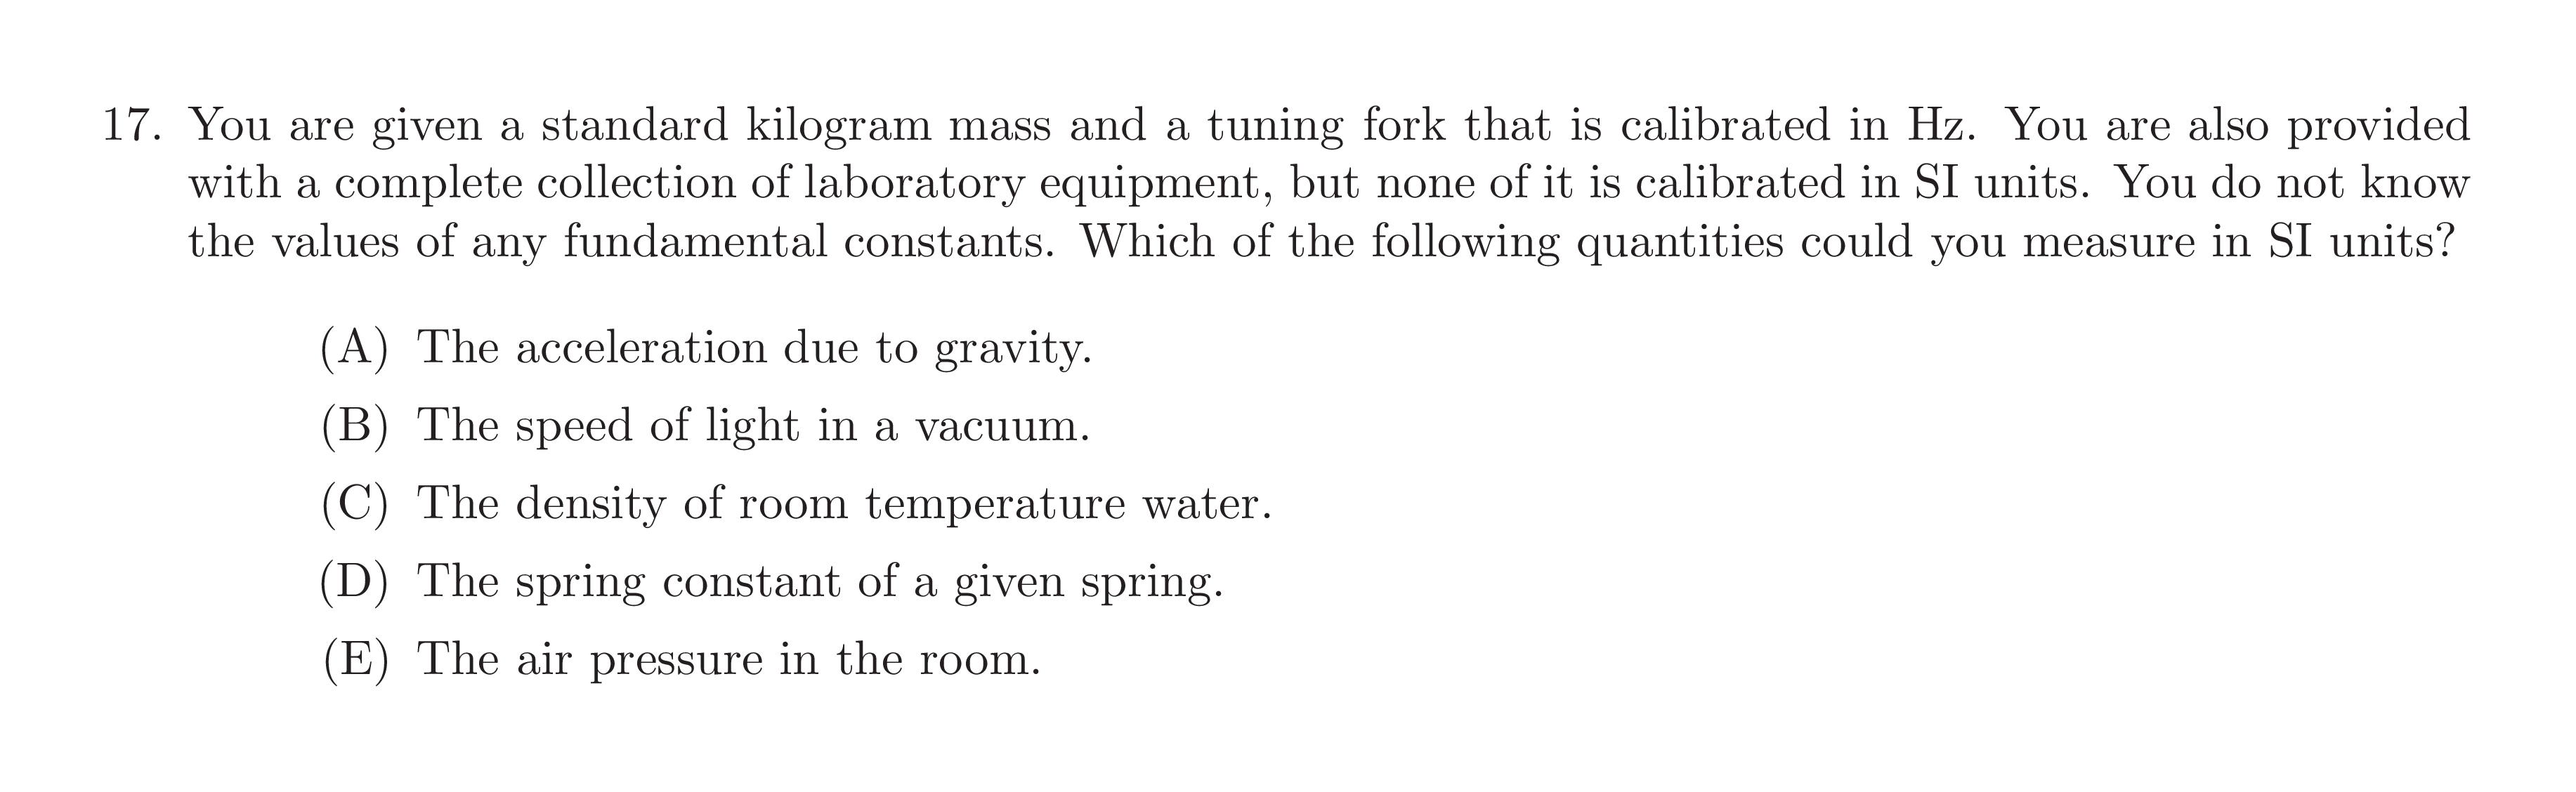 17. You are given a standard kilogram mass and a tuning fork that is calibrated in Hz. You are also provided
with a complete collection of laboratory equipment, but none of it is calibrated in SI units. You do not know
the values of any fundamental constants. Which of the following quantities could you measure in SI units?
(A) The acceleration due to gravity.
(B) The speed of light in a vacuum.
(C) The density of room temperature water.
(D) The spring constant of a given spring.
(E) The air pressure in the room.